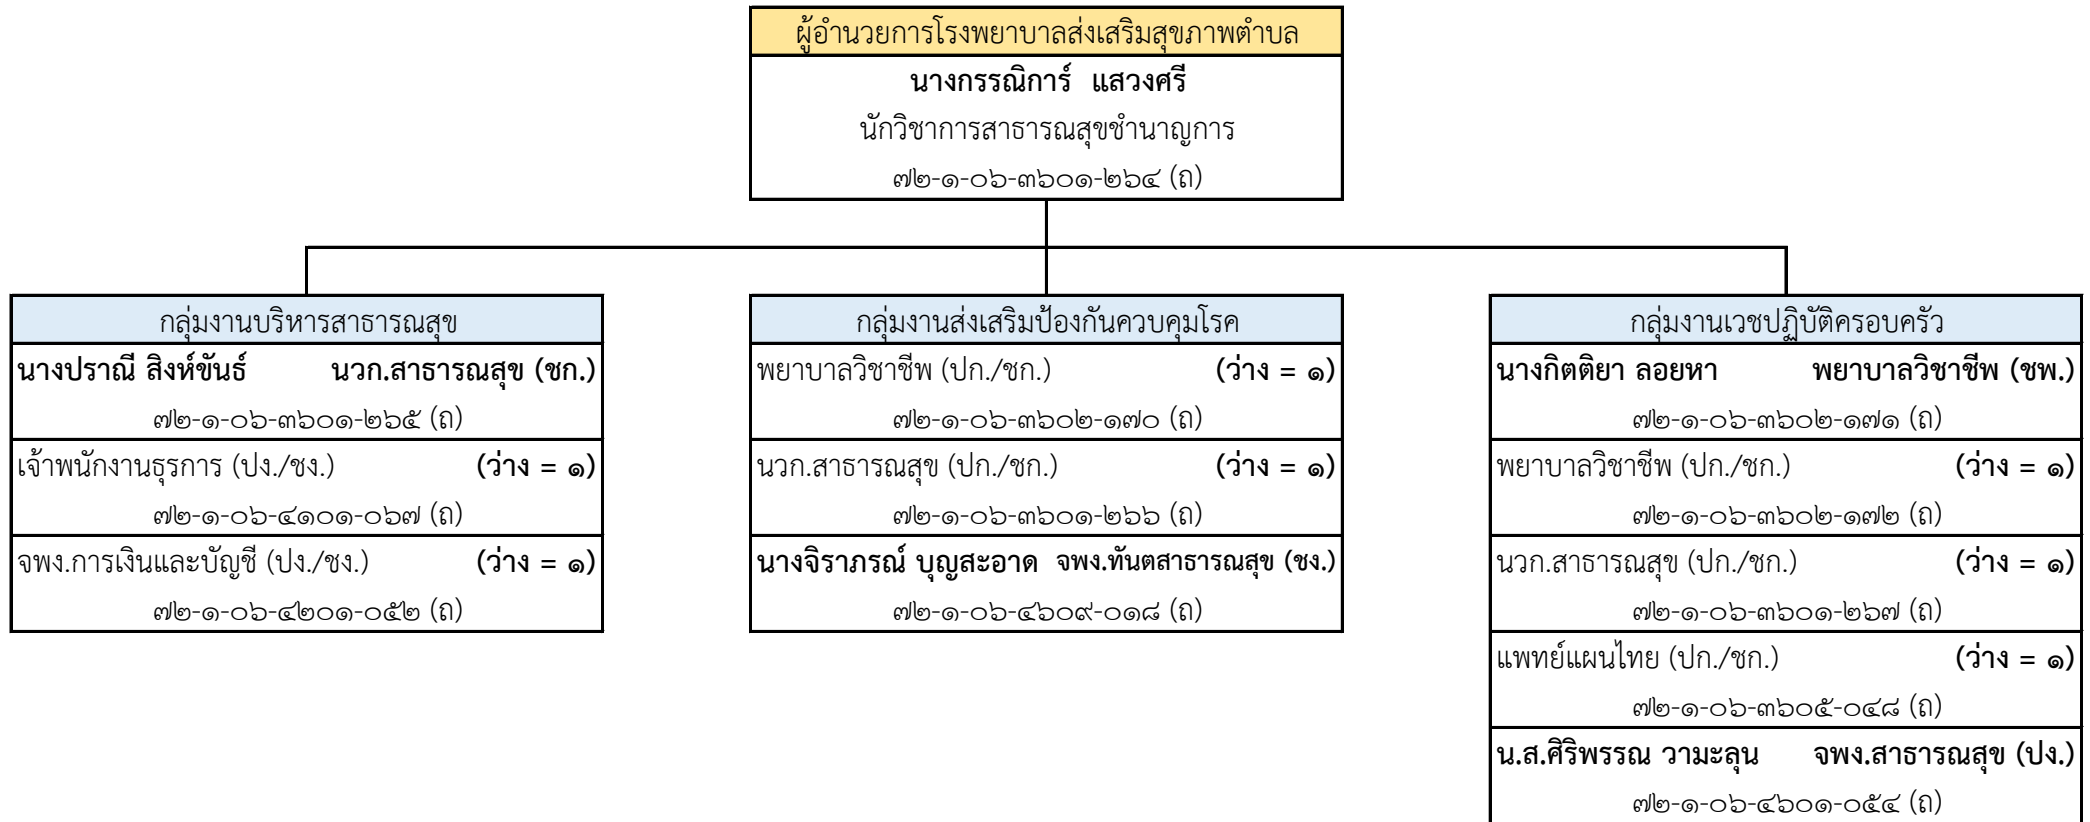 ผู้อำนวยการโรงพยาบาลส่งเสริมสุขภาพตำบล
นางกรรณิการ์ แสวงศรี
นักวิชาการสาธารณสุขชำนาญการ
๗๒-๑-๐๖-๓๖๐๑-๒๖๔ (ถ)
กลุ่มงานบริหารสาธารณสุข
นางปราณี สิงห์ขันธ์ นวก.สาธารณสุข (ชก.)
๗๒-๑-๐๖-๓๖๐๑-๒๖๕ (ถ)
เจ้าพนักงานธุรการ (ปง./ชง.) (ว่าง = ๑)
๗๒-๑-๐๖-๔๑๐๑-๐๖๗ (ถ)
จพง.การเงินและบัญชี (ปง./ชง.) (ว่าง = ๑)
๗๒-๑-๐๖-๔๒๐๑-๐๕๒ (ถ)
กลุ่มงานส่งเสริมป้องกันควบคุมโรค
พยาบาลวิชาชีพ (ปก./ชก.) (ว่าง = ๑)
๗๒-๑-๐๖-๓๖๐๒-๑๗๐ (ถ)
นวก.สาธารณสุข (ปก./ชก.) (ว่าง = ๑)
๗๒-๑-๐๖-๓๖๐๑-๒๖๖ (ถ)
นางจิราภรณ์ บุญสะอาด จพง.ทันตสาธารณสุข (ชง.)
๗๒-๑-๐๖-๔๖๐๙-๐๑๘ (ถ)
กลุ่มงานเวชปฏิบัติครอบครัว
นางกิตติยา ลอยหา พยาบาลวิชาชีพ (ชพ.)
๗๒-๑-๐๖-๓๖๐๒-๑๗๑ (ถ)
พยาบาลวิชาชีพ (ปก./ชก.) (ว่าง = ๑)
๗๒-๑-๐๖-๓๖๐๒-๑๗๒ (ถ)
นวก.สาธารณสุข (ปก./ชก.) (ว่าง = ๑)
๗๒-๑-๐๖-๓๖๐๑-๒๖๗ (ถ)
แพทย์แผนไทย (ปก./ชก.) (ว่าง = ๑)
๗๒-๑-๐๖-๓๖๐๕-๐๔๘ (ถ)
น.ส.ศิริพรรณ วามะลุน จพง.สาธารณสุข (ปง.)
๗๒-๑-๐๖-๔๖๐๑-๐๕๔ (ถ)